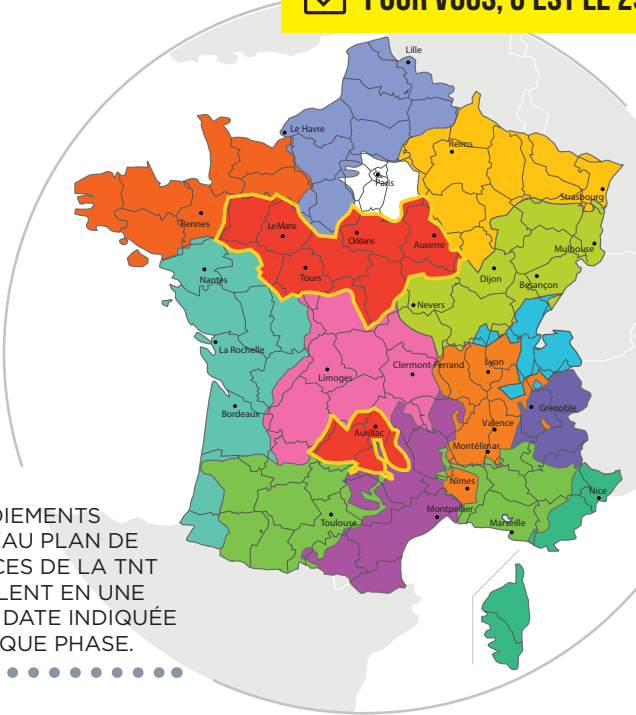 POUR VOUS, C'EST LE 2
Lille
Le Havre
Reims
Paris
Strasbourg
Rennes
Le Mans
Orléans
Auxerre
Mulhouse
Nantes
Tours
Dijon
Besançon
Nevers
La Rochelle
Limoges
Clermont-Ferrand
Lyon
Bordeaux
Grenoble
Aurillac
Valence
Montélimar
Nîmes
Nice
Toulouse
Montpellier
Marseille
OIEMENTS
EAU PLAN DE
CES DE LA TNT
LENT EN UNE
DATE INDIQUÉE
QUE PHASE.